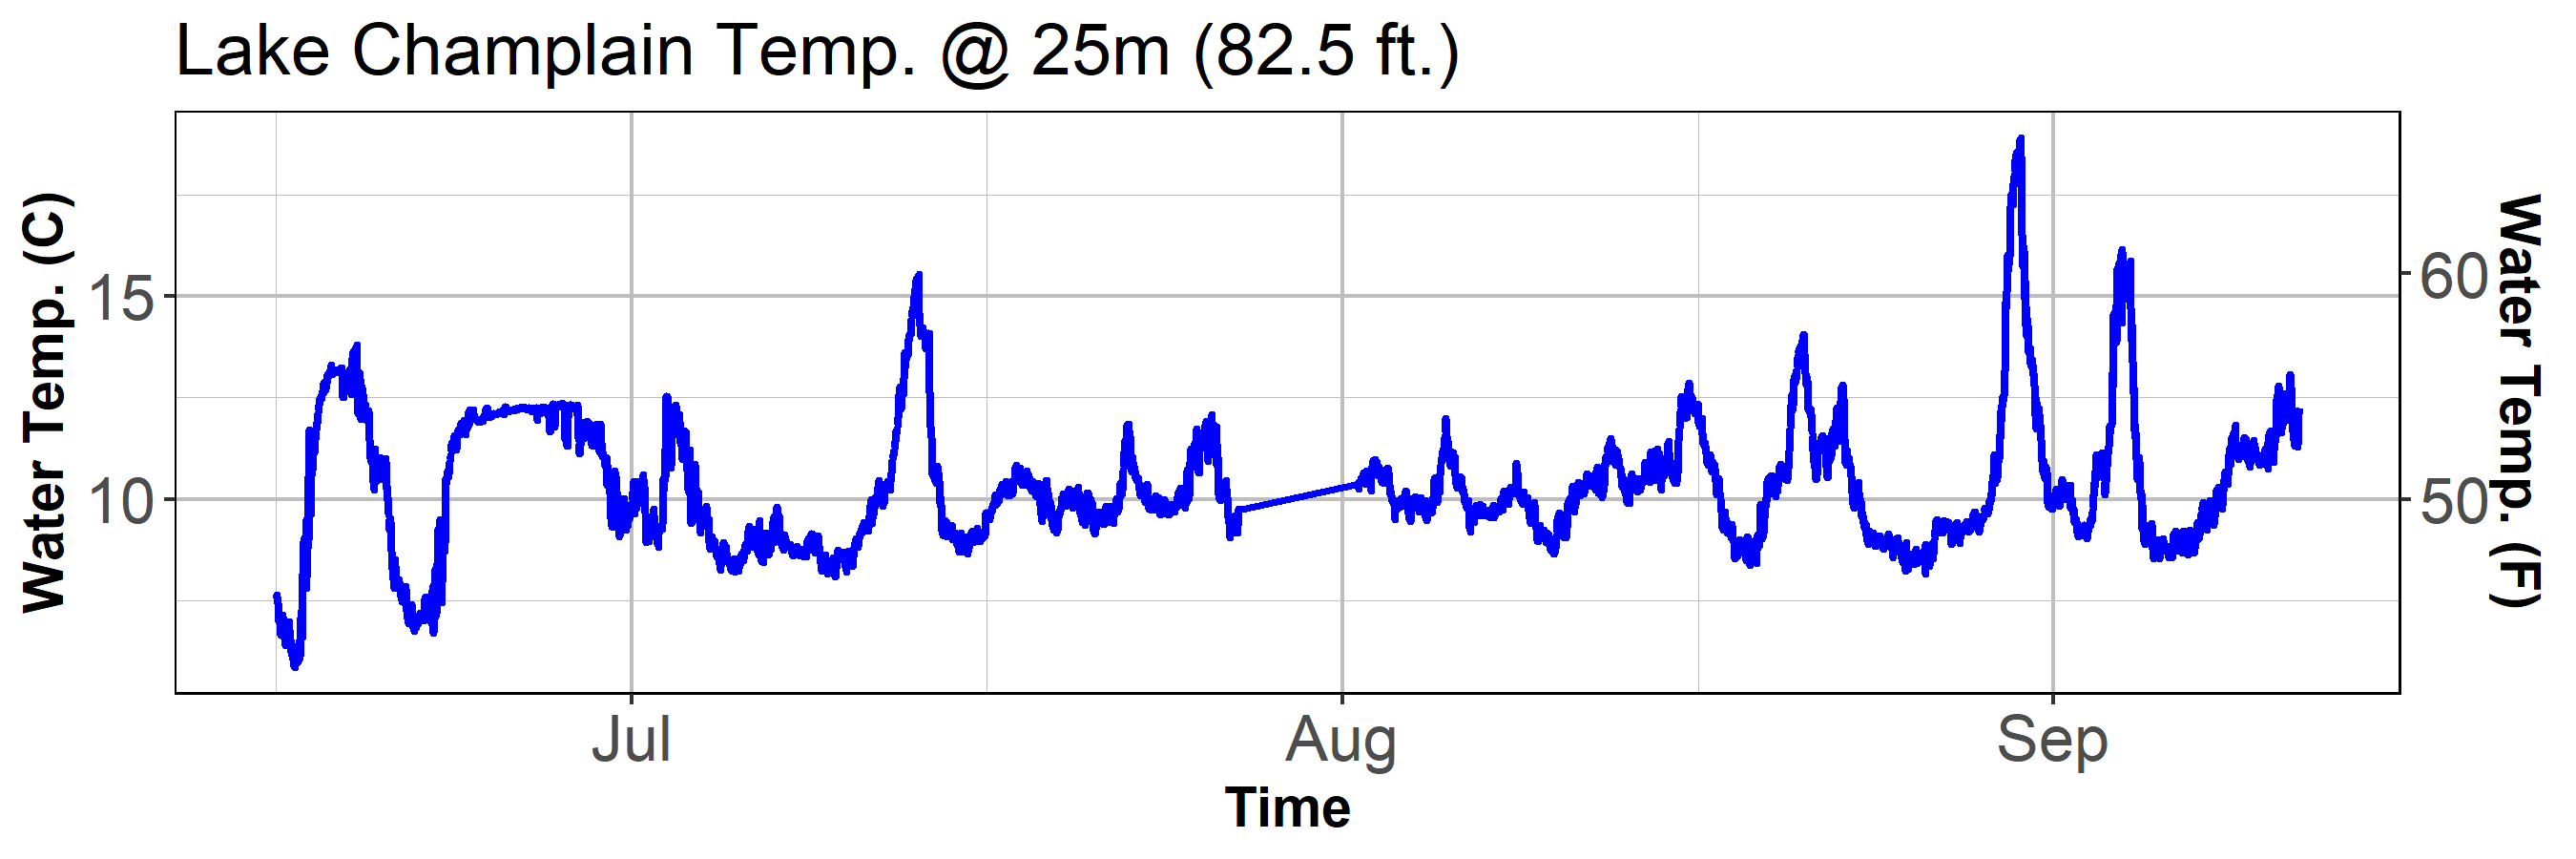 Lake Champlain Temp. @ 25m (82.5 ft.)
Water Temp. (C)
15
10
60
50
Water Temp. (F)
Jul
Aug
Sep
Time